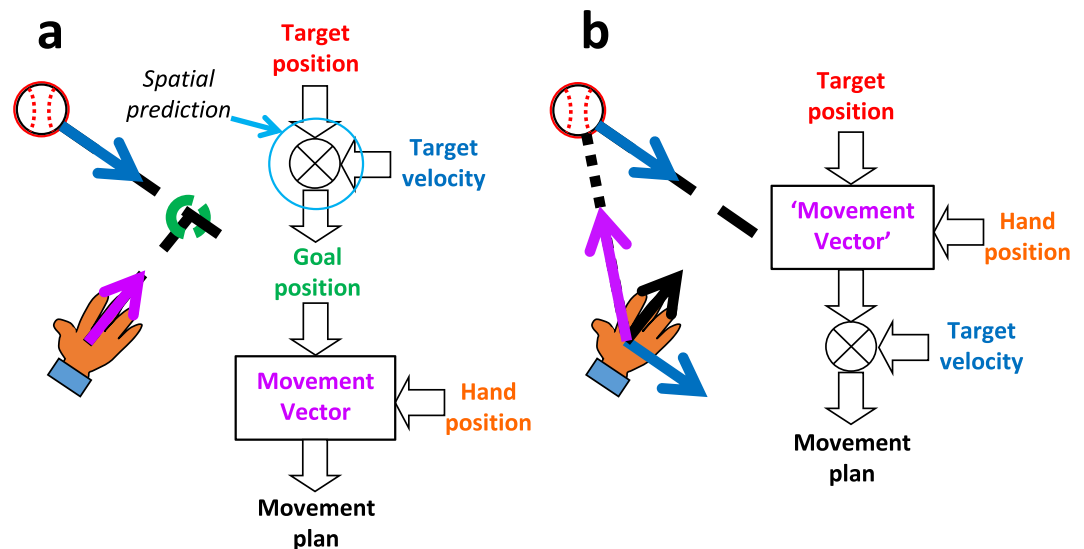 a
Target
position
Spatial
prediction
Target
velocity
Goal
position
Movement
Vector
Hand
position
Movement
plan
b
Target
position
‘Movement
Vector’
Hand
position
Target
velocity
Movement
plan